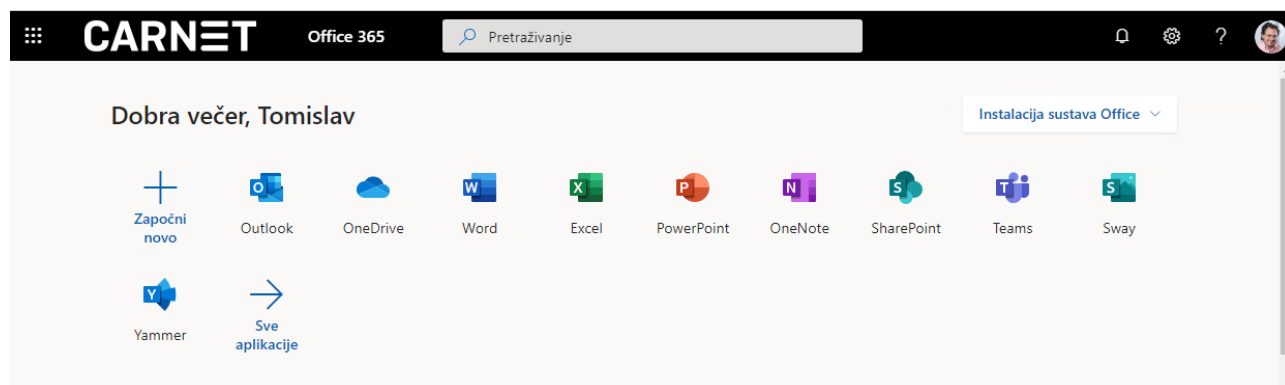 CARNET Office 365 Pretraživanje ?
Dobra večer, Tomislav
Instalacija sustava Office
Započni
novo
Outlook
OneDrive
Word
Excel
PowerPoint
OneNote
SharePoint
Teams
Sway
Yammer
Sve
aplikacije